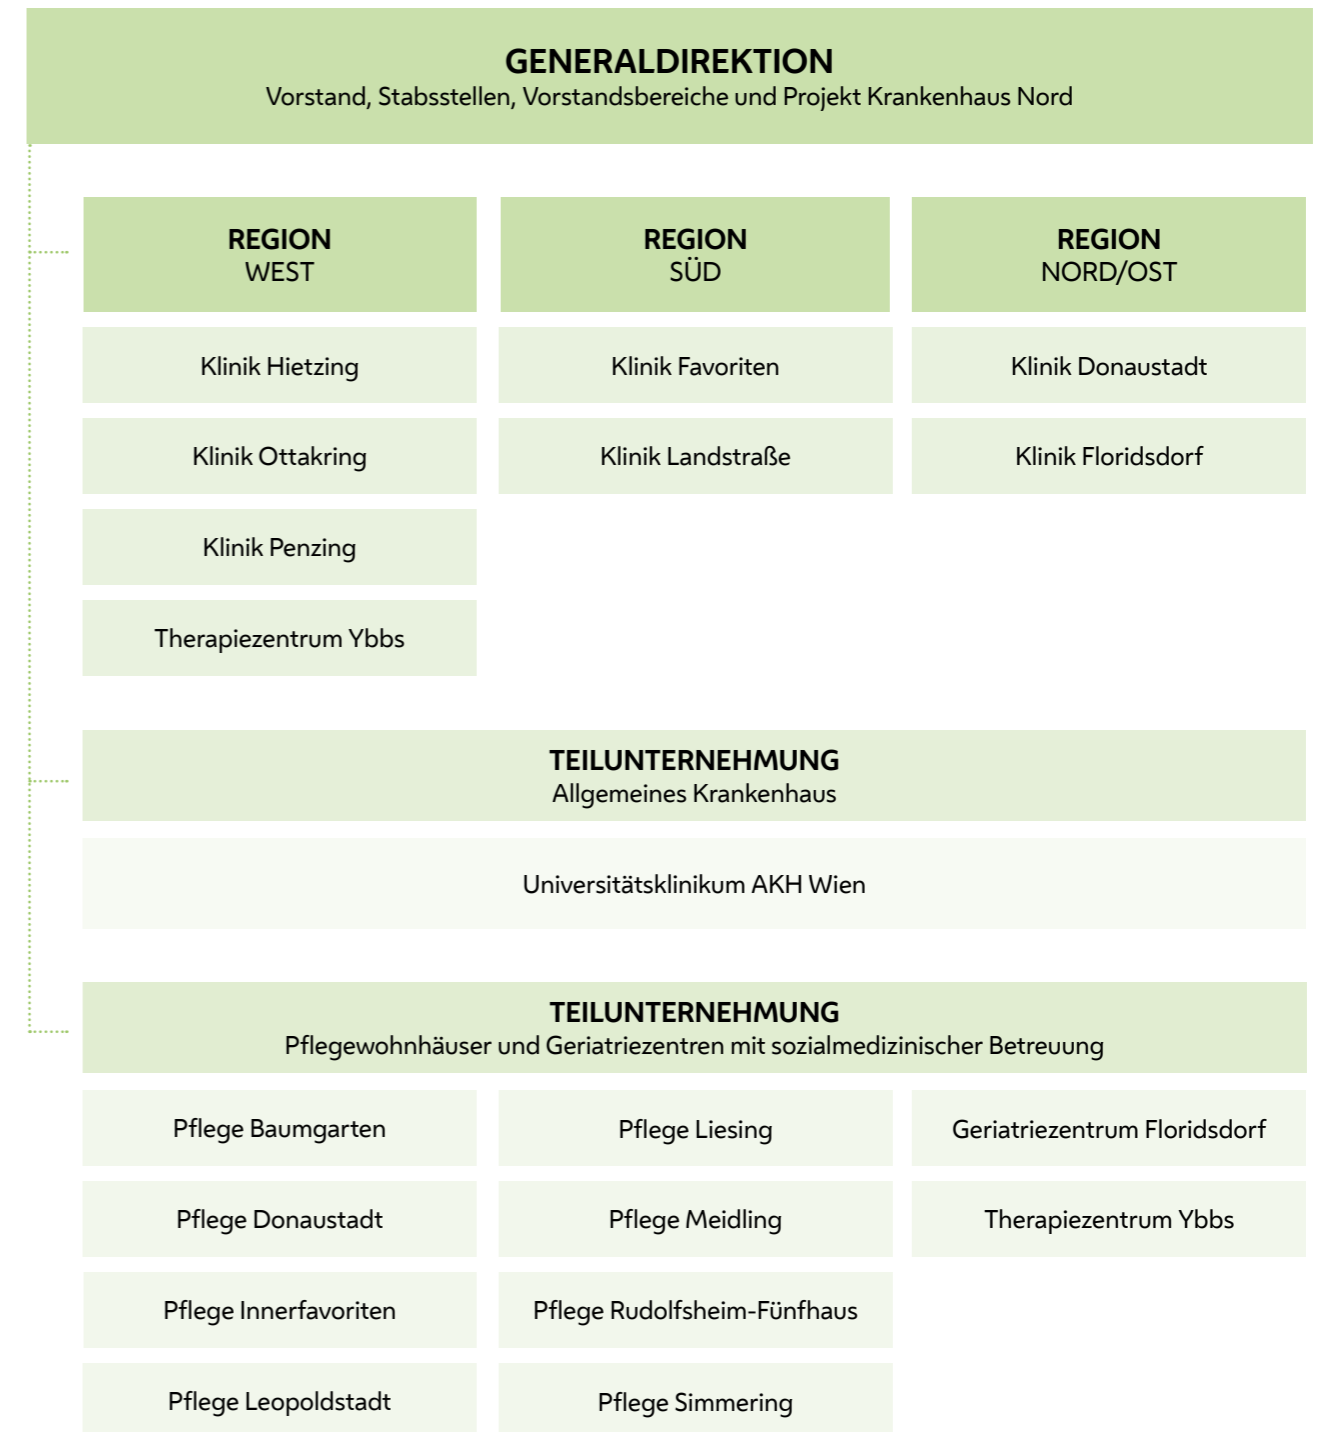 GENERALDIREKTION
Vorstand, Stabsstellen, Vorstandsbereiche und Projekt Krankenhaus Nord
REGION
WEST
REGION
SÜD
REGION
NORD/OST
Klinik Hietzing
Klinik Favoriten
Klinik Donaustadt
Klinik Ottakring
Klinik Landstraße
Klinik Floridsdorf
Klinik Penzing
Therapiezentrum Ybbs
TEILUNTERNEHMUNG
Allgemeines Krankenhaus
Universitätsklinikum AKH Wien
TEILUNTERNEHMUNG
Pflegewohnhäuser und Geriatriezentren mit sozialmedizinischer Betreuung
Pflege Baumgarten
Pflege Liesing
Geriatriezentrum Floridsdorf
Pflege Donaustadt
Pflege Meidling
Therapiezentrum Ybbs
Pflege Innerfavoriten
Pflege Rudolfsheim-Fünfhaus
Pflege Leopoldstadt
Pflege Simmering